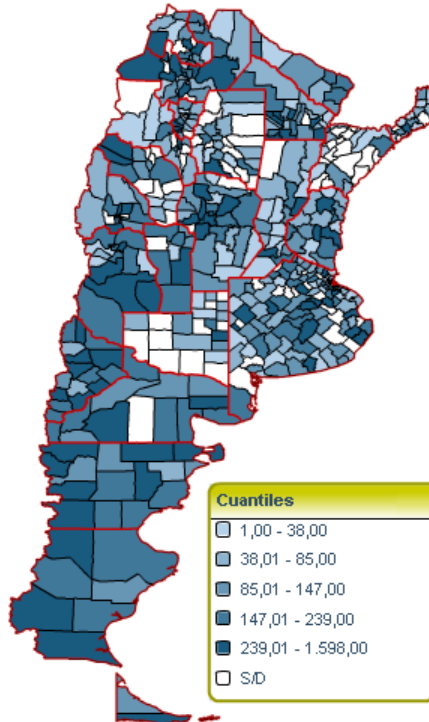 Cuantiles
1,00 - 38,00
38,01 - 85,00
85,01 - 147,00
147,01 - 239,00
239,01 - 1.598,00
S/D